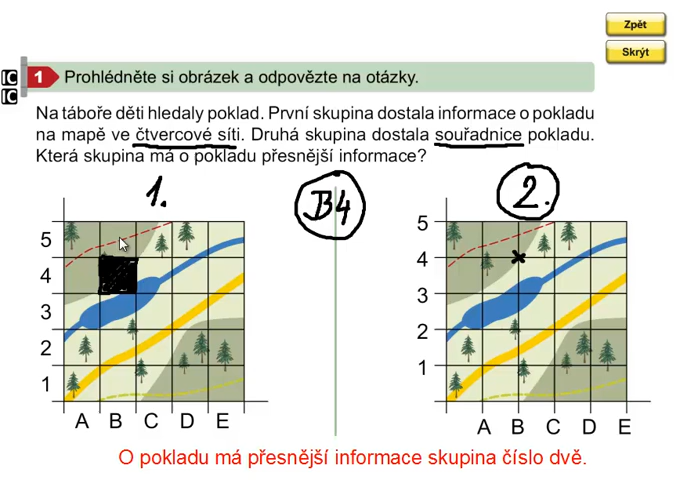 Zpět
Skrýt
1 Prohlédněte si obrázek a odpovězte na otázky.
Na táboře děti hledaly poklad. První skupina dostala informace o pokladu
na mapě ve čtvercové síti. Druhá skupina dostala souřadnice pokladu.
Která skupina má o pokladu přesnější informace?
1.
B4
2.
5
4
3
2
1
A B C D E
5
4
3
2
1
A B C D E
O pokladu má přesnější informace skupina číslo dvě.